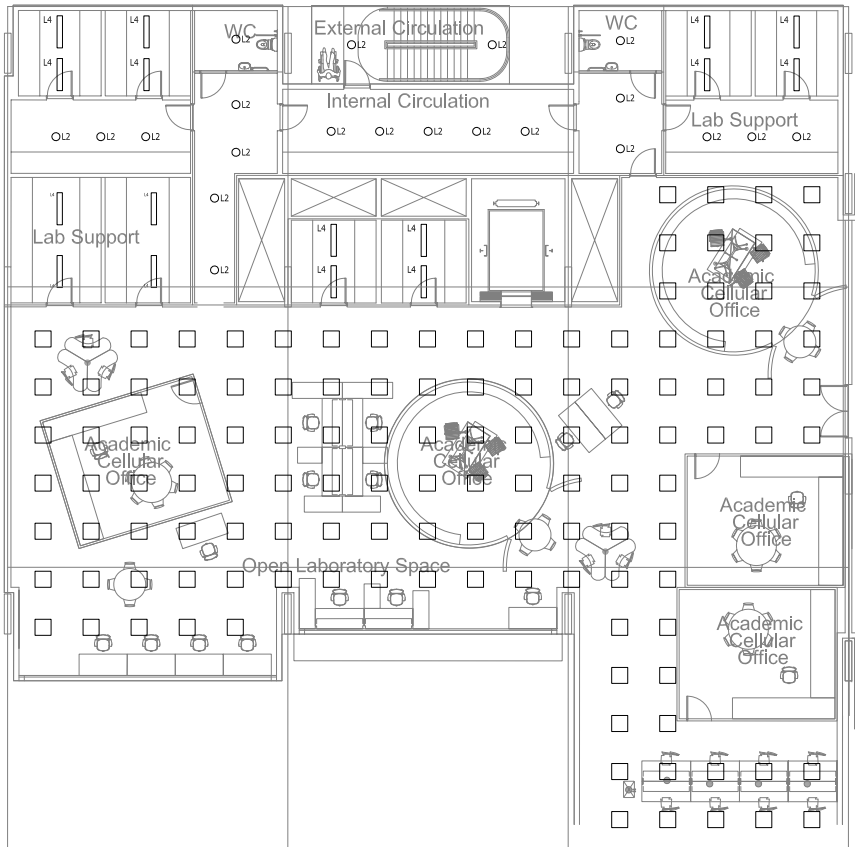 L4
L4
L4
L4
WC
L2
External Circulation
L2
L2
WC
L2
L4
L4
L4
L4
L2
Internal Circulation
L2
L2
L2
L2
L2
L2
L2
L2
L2
L2
Lab Support
L2
L2
L2
L2
L2
L4
L4
L2
Lab Support
L4
L4
L4
L4
L2
L4
L4
Academic
Cellular
Office
Academic
Cellular
Office
Academic
Cellular
Office
Academic
Cellular
Office
Open Laboratory Space
Academic
Cellular
Office